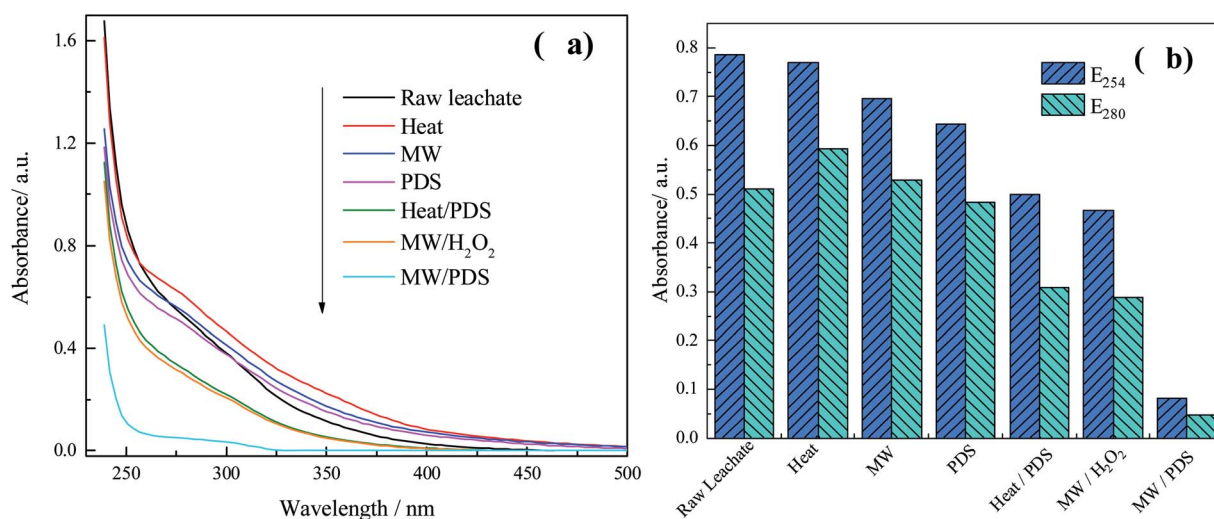 ( a)
1.6
1.2
0.8
0.4
0.0
Absorbance/ a.u.
Raw leachate
Heat
MW
PDS
Heat/PDS
MW/H₂O₂
MW/PDS
250 300 350 400 450 500
Wavelength / nm
( b)
0.8
0.7
0.6
0.5
0.4
0.3
0.2
0.1
0.0
Absorbance/ a.u.
E₂₅₄
E₂₈₀
Raw Leachate
Heat
MW
PDS
Heat / PDS
MW / H₂O₂
MW / PDS